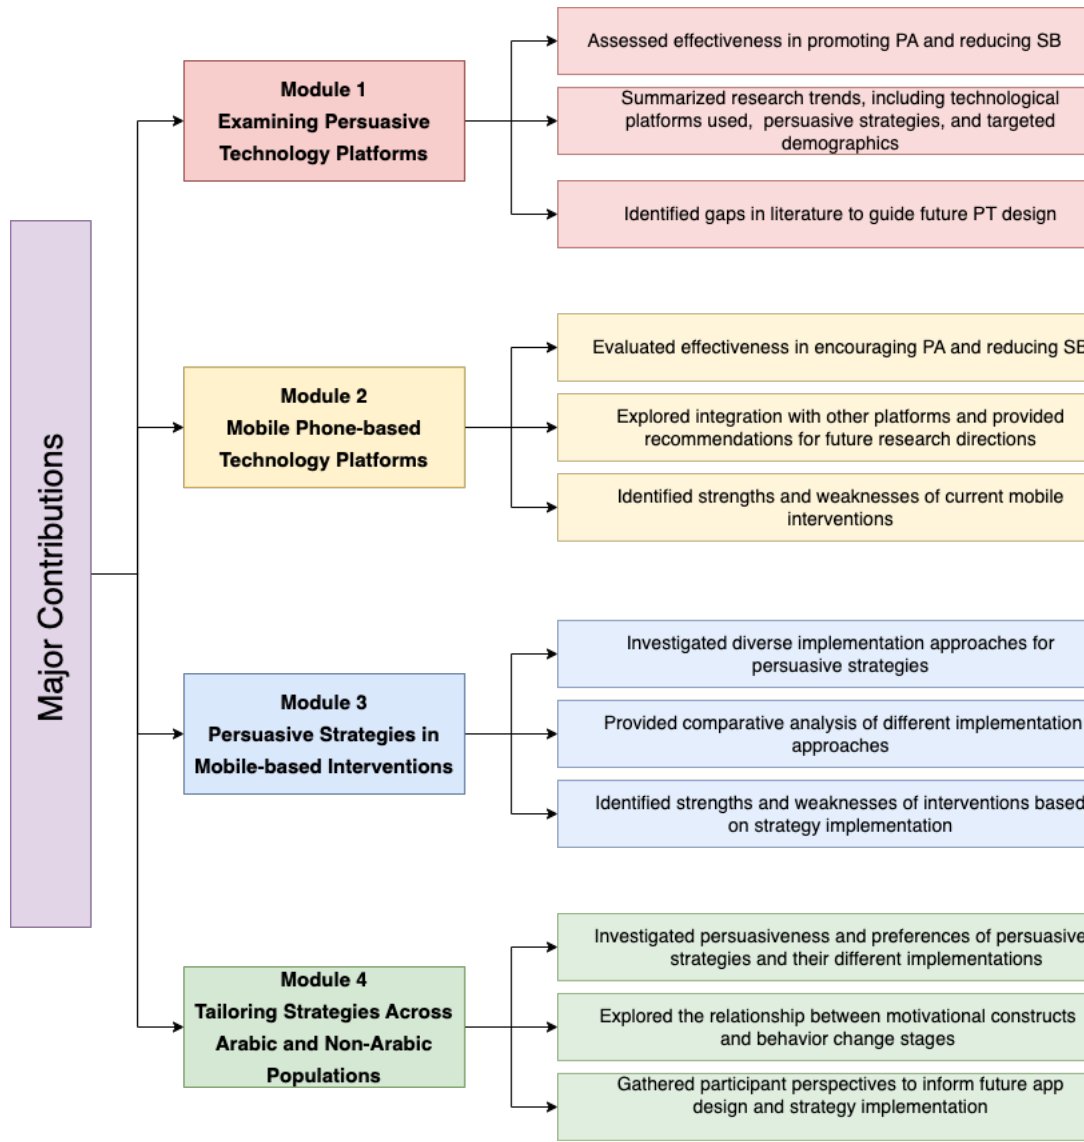 Major Contributions
Module 1
Examining Persuasive
Technology Platforms
Assessed effectiveness in promoting PA and reducing SB
Summarized research trends, including technological
platforms used, persuasive strategies, and targeted
demographics
Identified gaps in literature to guide future PT design
Module 2
Mobile Phone-based
Technology Platforms
Evaluated effectiveness in encouraging PA and reducing SB
Explored integration with other platforms and provided
recommendations for future research directions
Identified strengths and weaknesses of current mobile
interventions
Module 3
Persuasive Strategies in
Mobile-based Interventions
Investigated diverse implementation approaches for
persuasive strategies
Provided comparative analysis of different implementation
approaches
Identified strengths and weaknesses of interventions based
on strategy implementation
Module 4
Tailoring Strategies Across
Arabic and Non-Arabic
Populations
Investigated persuasiveness and preferences of persuasive
strategies and their different implementations
Explored the relationship between motivational constructs
and behavior change stages
Gathered participant perspectives to inform future app
design and strategy implementation